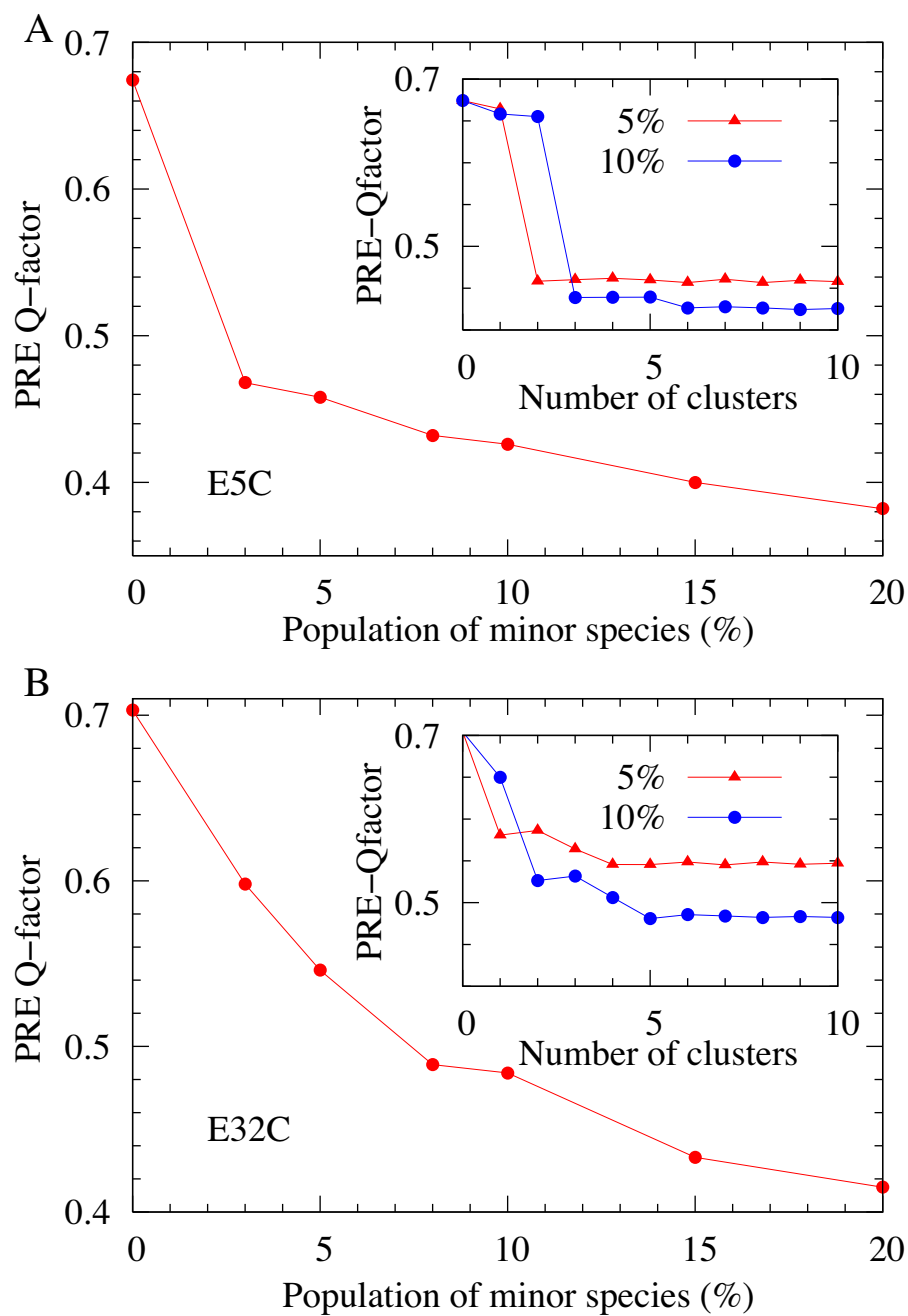 A
0.7
0.6
0.5
0.4
PRE Q−factor
0 5 10 15 20
Population of minor species (%)
E5C
0.7
0.5
PRE−Qfactor
5%
10%
0 5 10
Number of clusters
B
0.7
0.6
0.5
0.4
PRE Q−factor
0 5 10 15 20
Population of minor species (%)
E32C
0.7
0.5
PRE−Qfactor
5%
10%
0 5 10
Number of clusters